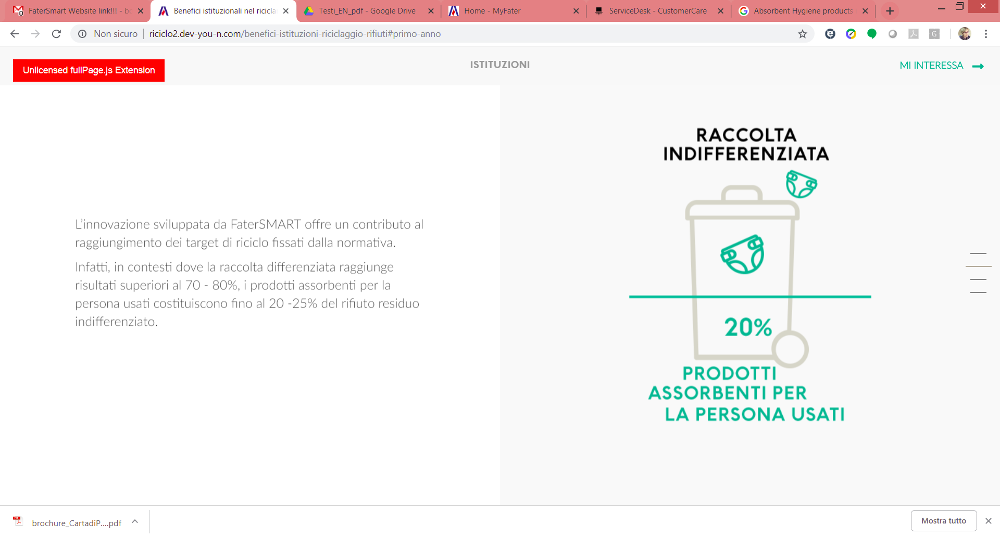 FaterSmart Website link!!! - bo
Benefici istituzionali nel ricicla
Testi_EN_pdf - Google Drive
Home - MyFater
ServiceDesk - CustomerCare
Absorbent Hygiene products
Non sicuro
riciclo2.dev-you-n.com/benefici-istituzioni-riciclaggio-rifiuti#primo-anno
Unlicensed fullPage.js Extension
ISTITUZIONI
MI INTERESSA
L'innovazione sviluppata da FaterSMART offre un contributo al
raggiungimento dei target di riciclo fissati dalla normativa.
Infatti, in contesti dove la raccolta differenziata raggiunge
risultati superiori al 70 - 80%, i prodotti assorbenti per la
persona usati costituiscono fino al 20 -25% del rifiuto residuo
indifferenziato.
RACCOLTA
INDIFFERENZIATA
20%
PRODOTTI
ASSORBENTI PER
LA PERSONA USATI
brochure_CartadiP....pdf
Mostra tutto